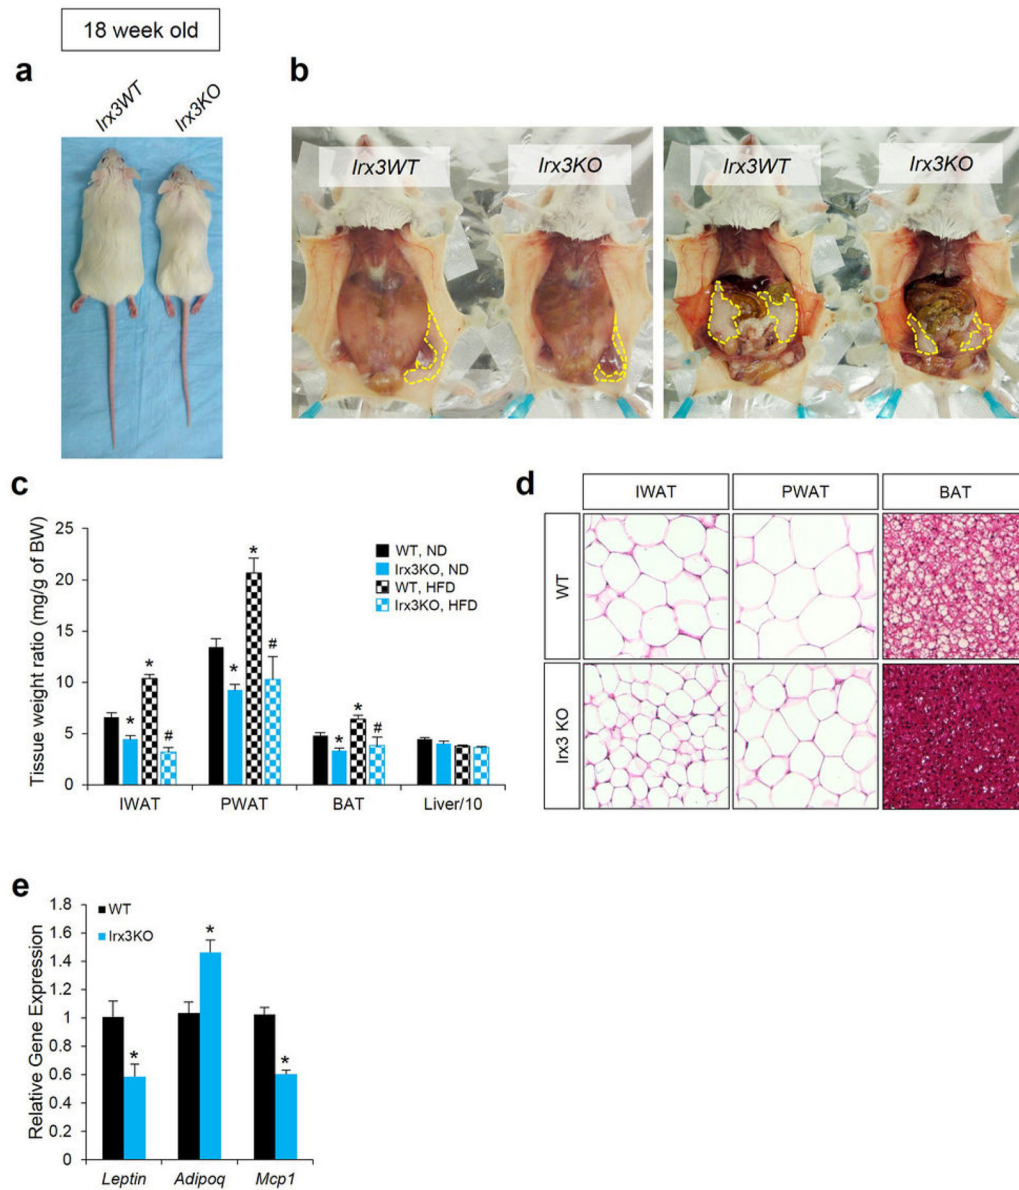 18 week old
a
Irx3WT
Irx3KO
b
Irx3WT
Irx3KO
Irx3WT
Irx3KO
c
Tissue weight ratio (mg/g of BW)
25
20
15
10
5
0
WT, ND
Irx3KO, ND
WT, HFD
Irx3KO, HFD
*
*
*
#
*
*
#
*
*
#
IWAT
PWAT
BAT
Liver/10
d
IWAT
PWAT
BAT
WT
Irx3 KO
e
Relative Gene Expression
1.8
1.6
1.4
1.2
1
0.8
0.6
0.4
0.2
0
WT
Irx3KO
*
*
*
Leptin
Adipoq
Mcp1